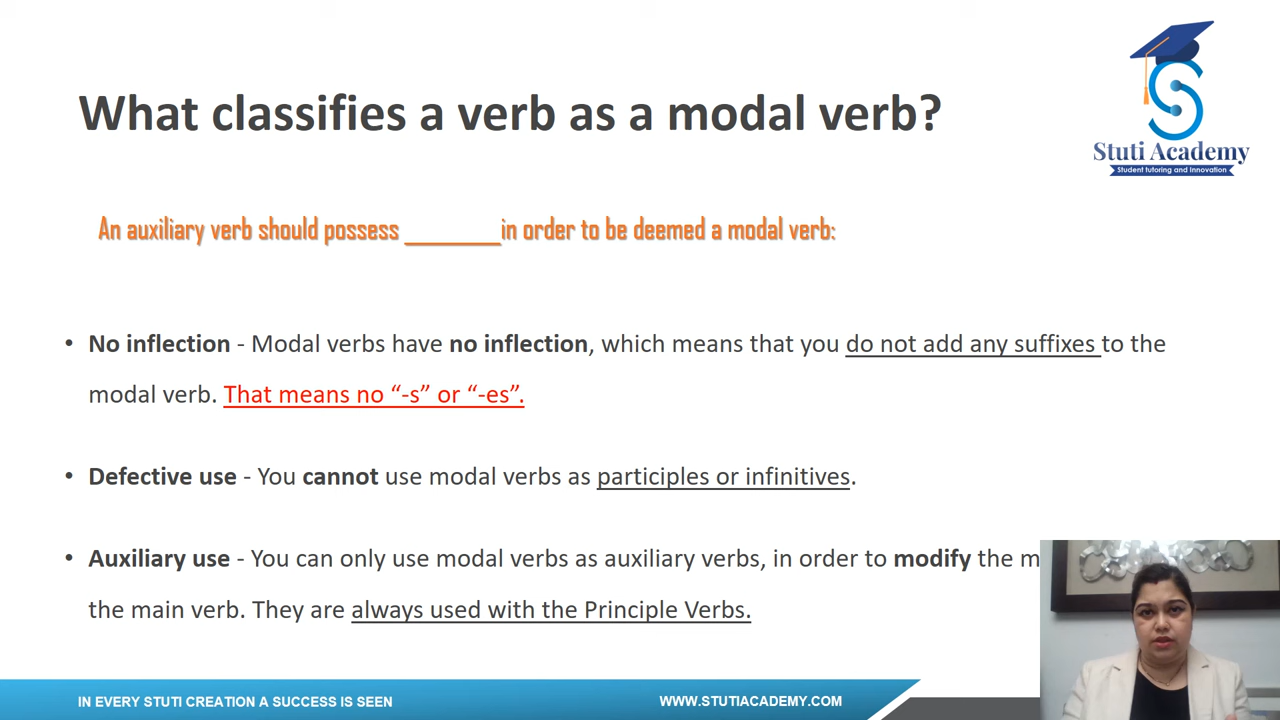 What classifies a verb as a modal verb?
Stuti Academy
Student tutoring and Innovation
An auxiliary verb should possess ________in order to be deemed a modal verb:
• No inflection - Modal verbs have no inflection, which means that you do not add any suffixes to the
modal verb. That means no “-s” or “-es”.
• Defective use - You cannot use modal verbs as participles or infinitives.
• Auxiliary use - You can only use modal verbs as auxiliary verbs, in order to modify the
the main verb. They are always used with the Principle Verbs.
IN EVERY STUTI CREATION A SUCCESS IS SEEN
WWW.STUTIACADEMY.COM